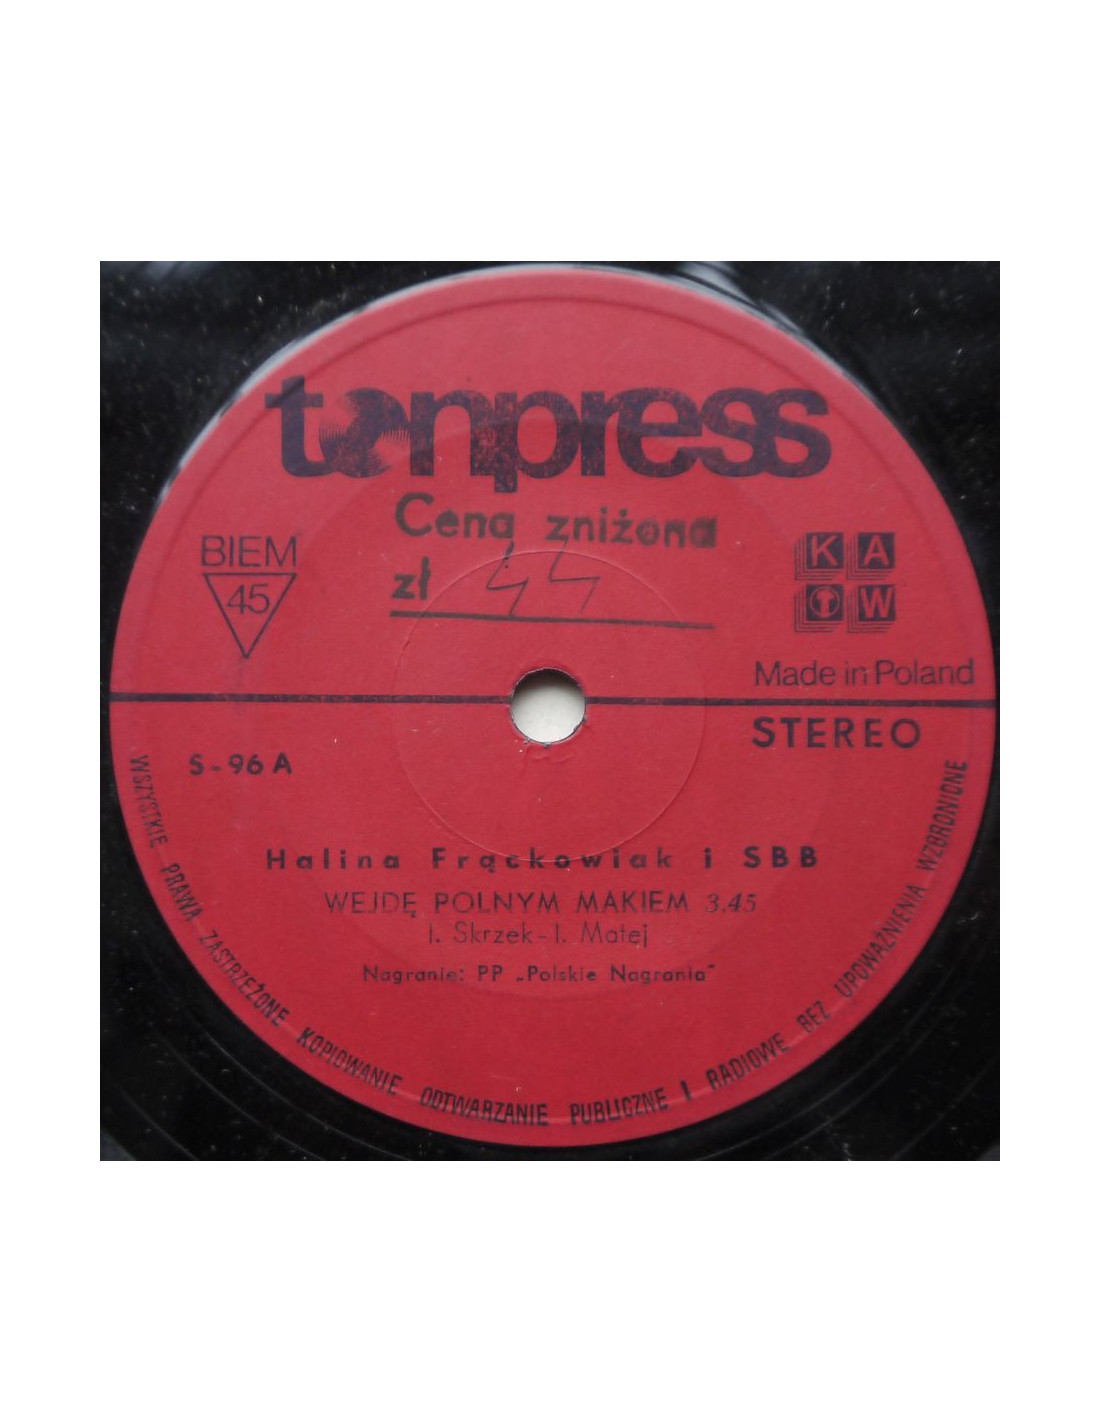 tonpress
Cena zniżona
zł 44
BIEM
45
K A
W
Made in Poland
STEREO
S-96 A
Halina Frąckowiak i SBB
WEJDĘ POLNYM MAKIEM 3.45
I. Skrzek-I. Matej
Nagranie: PP „Polskie Nagrania"
WSZYSTKIE PRAWA ZASTRZEŻONE KOPIOWANIE ODTWARZANIE PUBLICZNE I RADIOWE BEZ UPOWAŻNIENIA WZBRONIONE